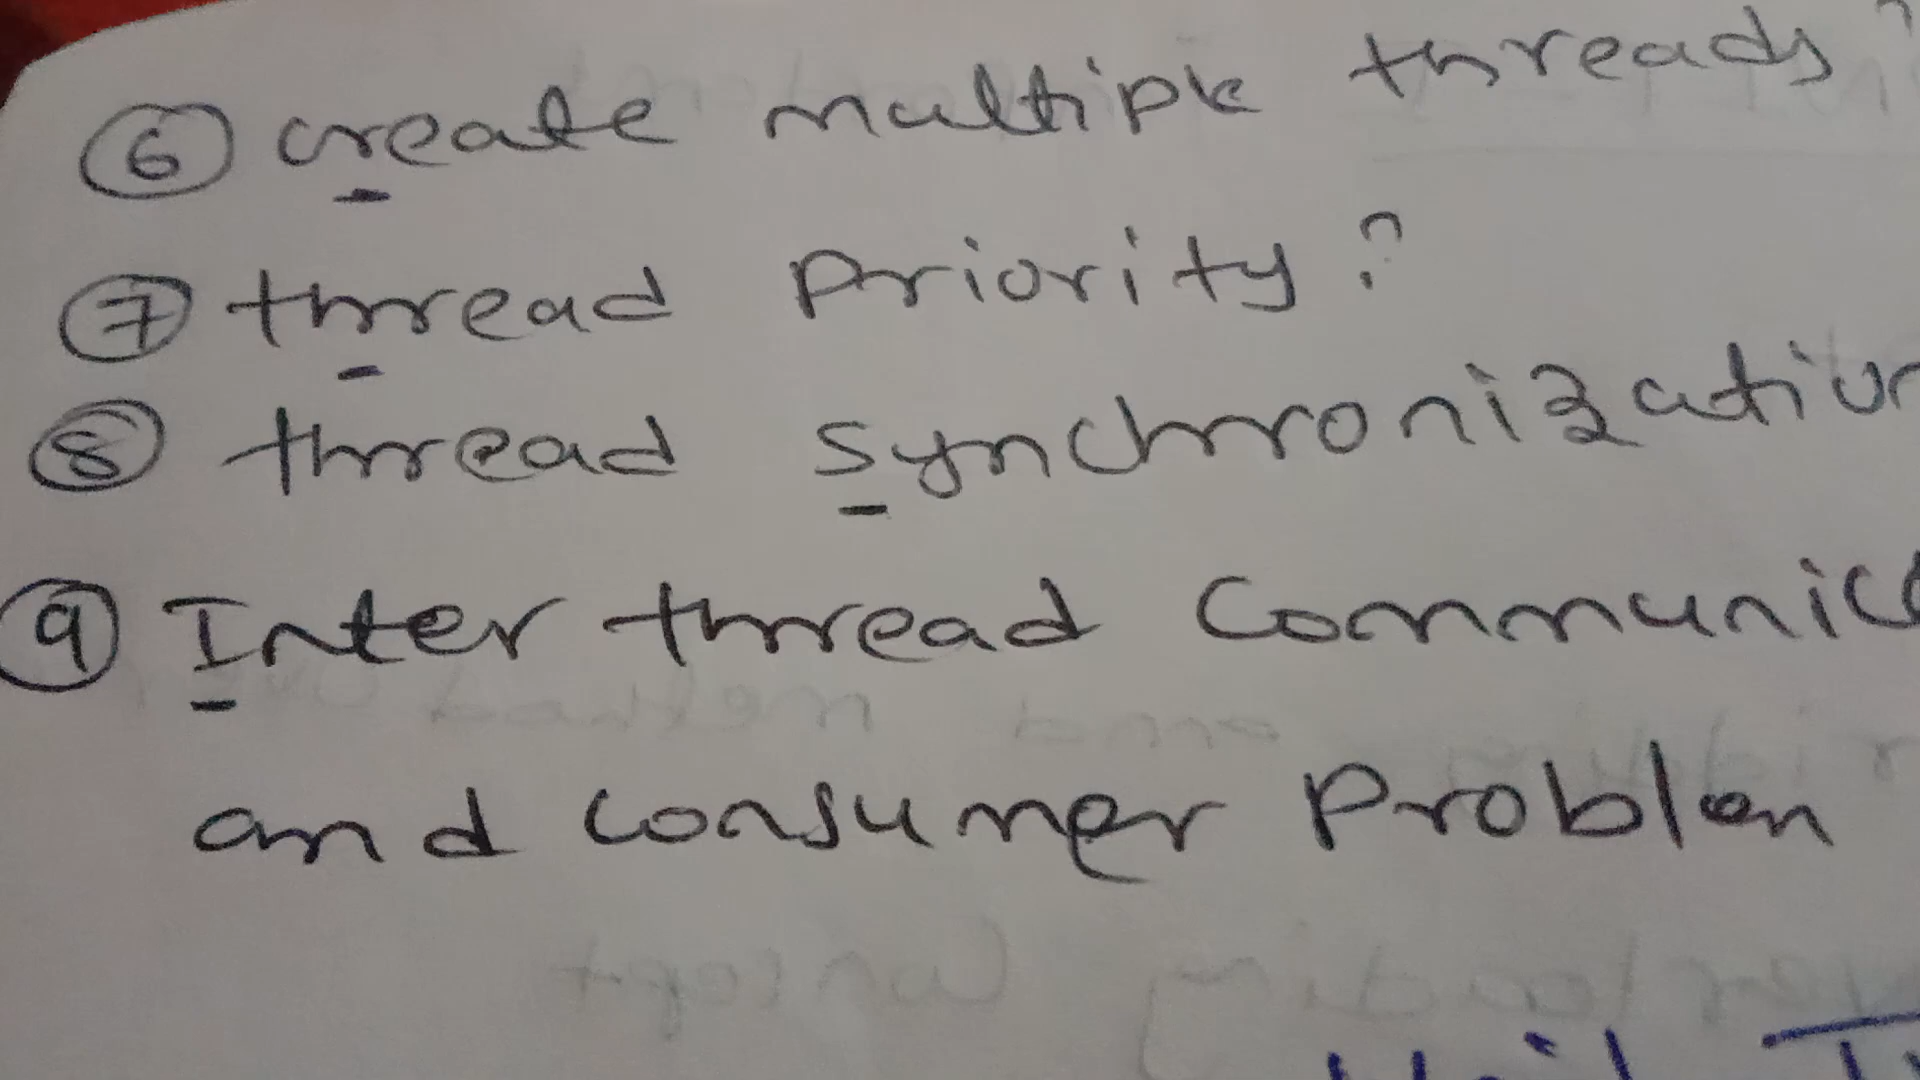 ⑥ create multiple threads?
⑦ thread priority?
⑧ thread synchronization
⑨ Inter thread Communic
and consumer problem